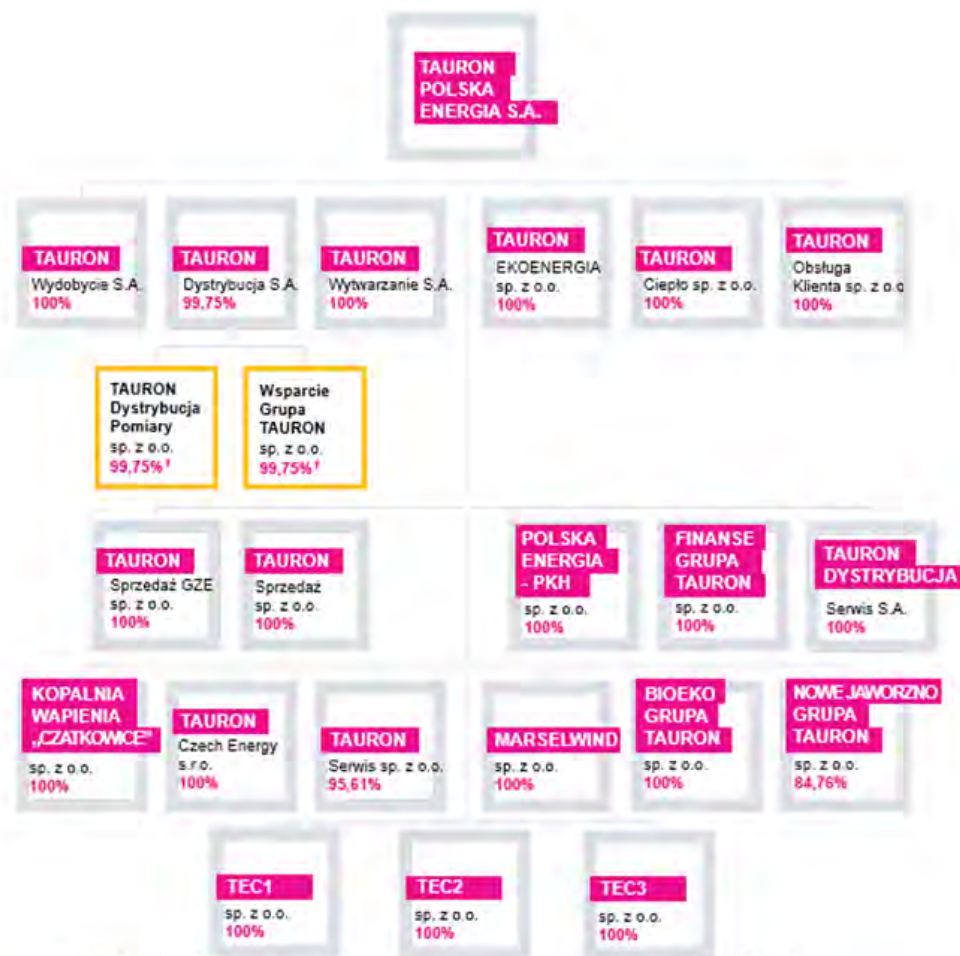 TAURON
POLSKA
ENERGIA S.A.
TAURON
Wydobycie S.A.
100%
TAURON
Dystrybucja S.A.
99,75%
TAURON
Wytwarzanie S.A.
100%
TAURON
EKOENERGIA
sp. z o.o.
100%
TAURON
Ciepło sp. z o.o.
100%
TAURON
Obsługa
Klienta sp. z o.o
100%
TAURON
Dystrybucja
Pomiary
sp. z o.o.
99,75%¹
Wsparcie
Grupa
TAURON
sp. z o.o.
99,75%¹
TAURON
Sprzedaż GZE
sp. z o.o.
100%
TAURON
Sprzedaż
sp. z o.o.
100%
POLSKA
ENERGIA
- PKH
sp. z o.o.
100%
FINANSE
GRUPA
TAURON
sp. z o.o.
100%
TAURON
DYSTRYBUCJA
Serwis S.A.
100%
KOPALNIA
WAPIENIA
„CZATKOWICE"
sp. z o.o.
100%
TAURON
Czech Energy
s.r.o.
100%
TAURON
Serwis sp. z o.o.
95,61%
MARSELWIND
sp. z o.o.
100%
BIOEKO
GRUPA
TAURON
sp. z o.o.
100%
NOWE JAWORZNO
GRUPA
TAURON
sp. z o.o.
84,76%
TEC1
sp. z o.o.
100%
TEC2
sp. z o.o.
100%
TEC3
sp. z o.o.
100%